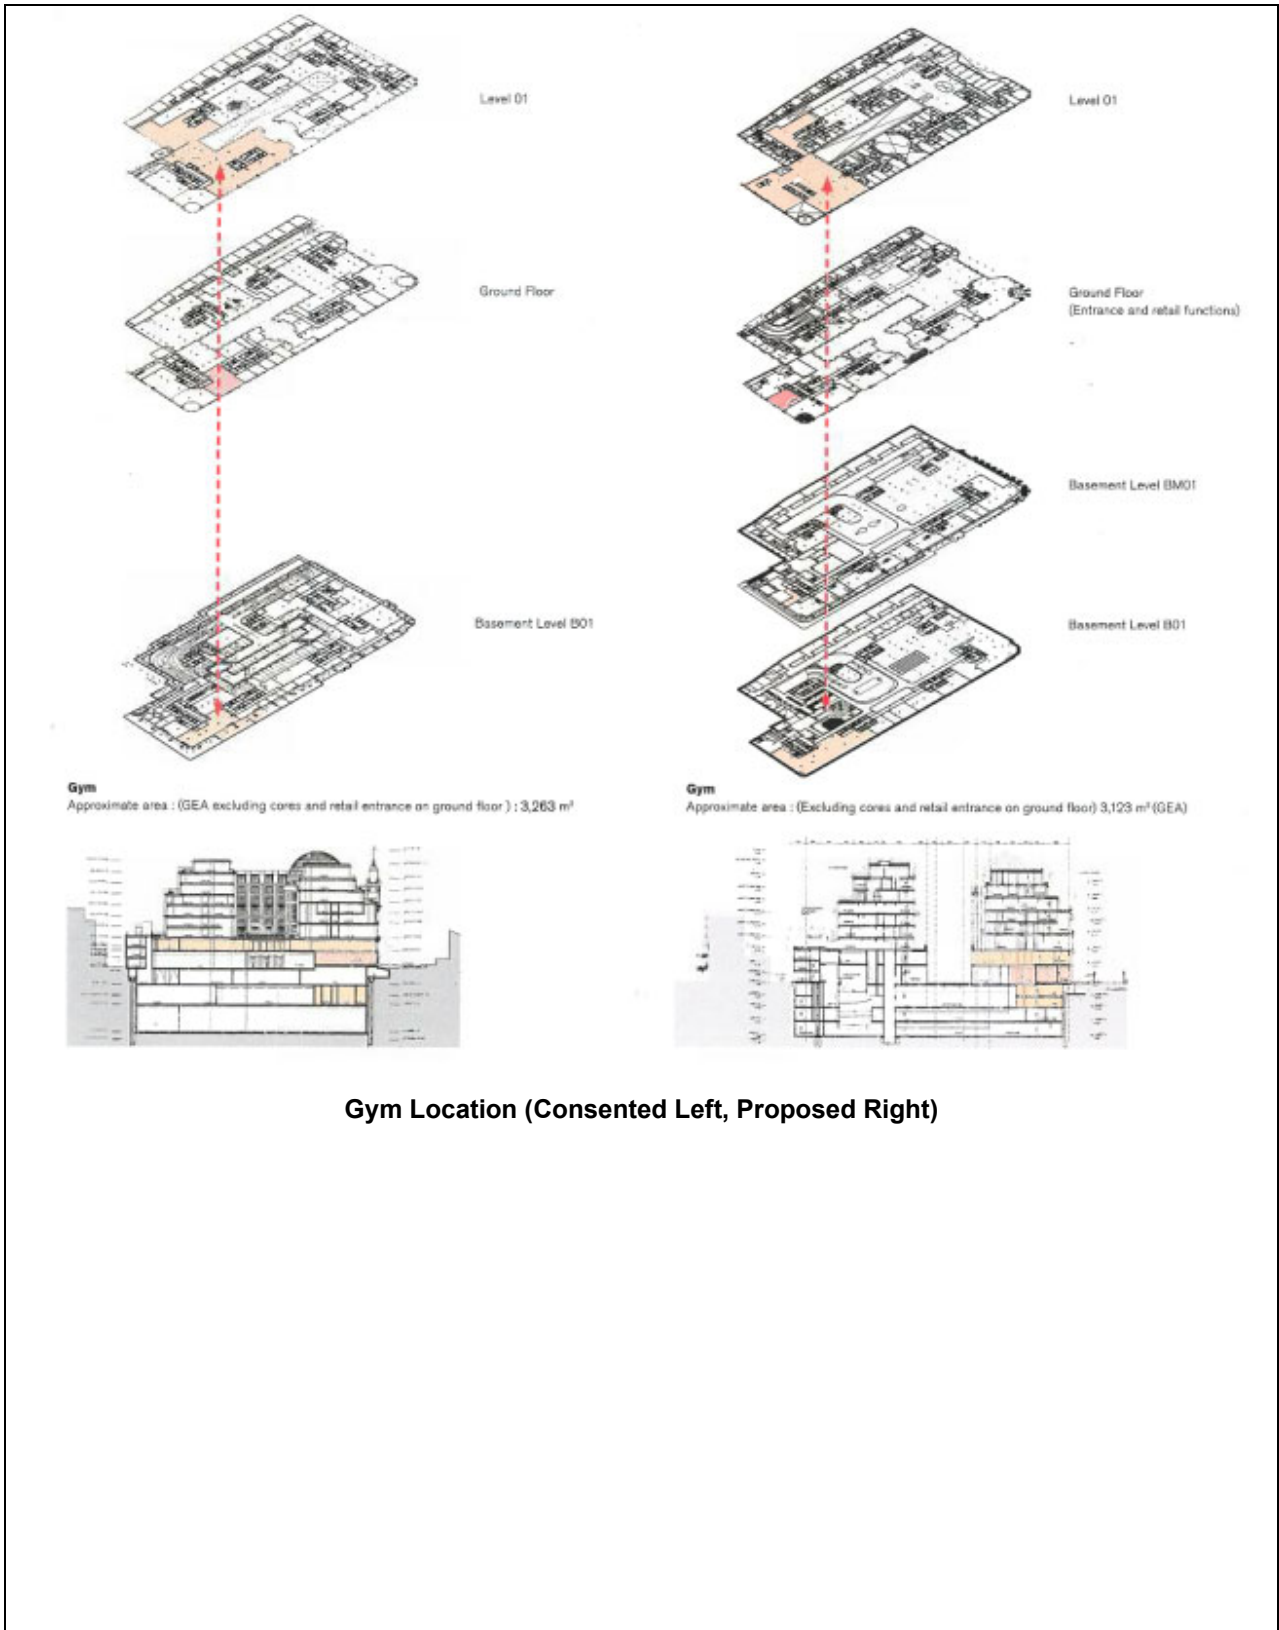 Level 01
Ground Floor
Basement Level B01
Gym
Approximate area : (GEA excluding cores and retail entrance on ground floor ) : 3,263 m²
Level 01
Ground Floor
(Entrance and retail functions)
Basement Level BM01
Basement Level B01
Gym
Approximate area : (Excluding cores and retail entrance on ground floor) 3,123 m² (GEA)
Gym Location (Consented Left, Proposed Right)